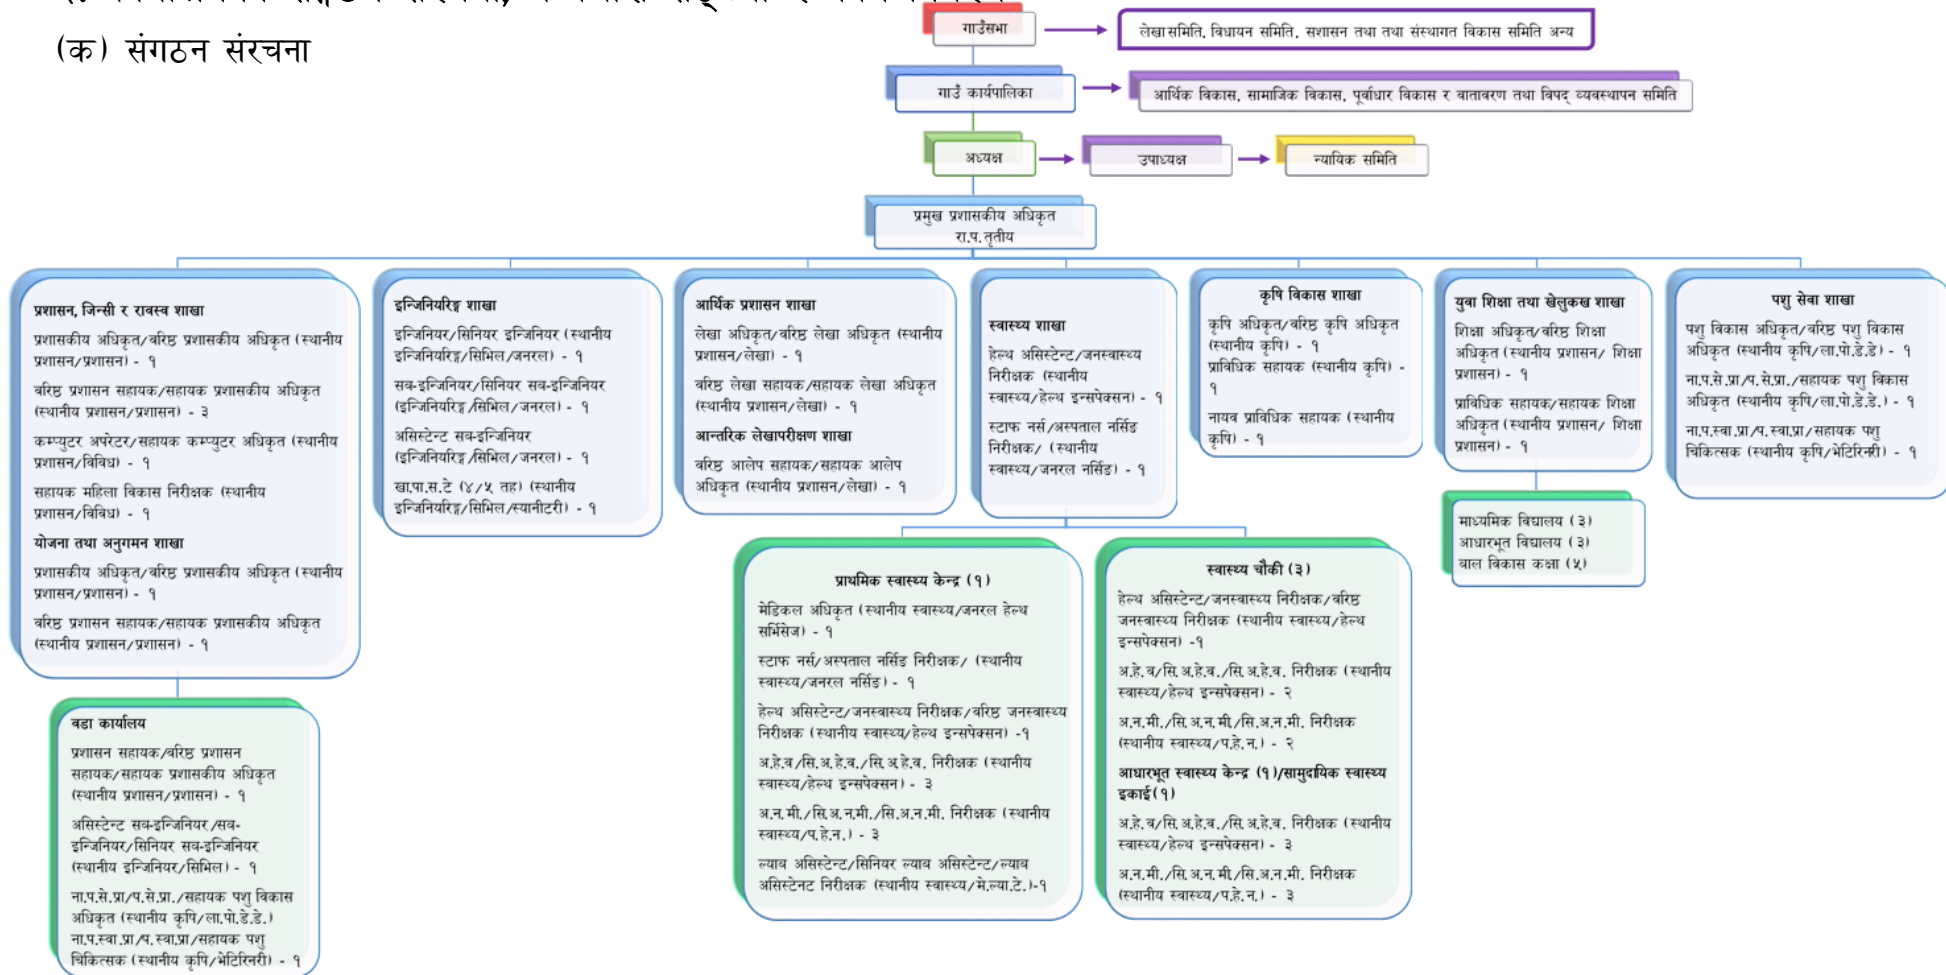 (क) संगठन संरचना
गाउँसभा
लेखा समिति, विधायन समिति, सशासन तथा तथा संस्थागत विकास समिति अन्य
गाउँ कार्यपालिका
आर्थिक विकास, सामाजिक विकास, पूर्वाधार विकास र वातावरण तथा विपद् व्यवस्थापन समिति
अध्यक्ष
उपाध्यक्ष
न्यायिक समिति
प्रमुख प्रशासकीय अधिकृत
रा.प.तृतीय
प्रशासन, जिन्सी र रावस्व शाखा
प्रशासकीय अधिकृत/वरिष्ठ प्रशासकीय अधिकृत (स्थानीय
प्रशासन/प्रशासन) - १
वरिष्ठ प्रशासन सहायक/सहायक प्रशासकीय अधिकृत
(स्थानीय प्रशासन/प्रशासन) - ३
कम्प्युटर अपरेटर/सहायक कम्प्युटर अधिकृत (स्थानीय
प्रशासन/विविध) - १
सहायक महिला विकास निरीक्षक (स्थानीय
प्रशासन/विविध) - १
योजना तथा अनुगमन शाखा
प्रशासकीय अधिकृत/वरिष्ठ प्रशासकीय अधिकृत (स्थानीय
प्रशासन/प्रशासन) - १
वरिष्ठ प्रशासन सहायक/सहायक प्रशासकीय अधिकृत
(स्थानीय प्रशासन/प्रशासन) - १
वडा कार्यालय
प्रशासन सहायक/वरिष्ठ प्रशासन
सहायक/सहायक प्रशासकीय अधिकृत
(स्थानीय प्रशासन/प्रशासन) - १
असिस्टेन्ट सव-इन्जिनियर/सव-
इन्जिनियर/सिनियर सव-इन्जिनियर
(स्थानीय इन्जिनियर/सिभिल) - १
ना.प.से.प्रा/प.से.प्रा./सहायक पशु विकास
अधिकृत (स्थानीय कृषि/ला.पो.डे.डे.)
ना.प.स्वा.प्रा/प.स्वा.प्रा/सहायक पशु
चिकित्सक (स्थानीय कृषि/भेटिरिनरी) - १
इन्जिनियरिङ्ग शाखा
इन्जिनियर/सिनियर इन्जिनियर (स्थानीय
इन्जिनियरिङ्ग/सिभिल/जनरल) - १
सव-इन्जिनियर/सिनियर सव-इन्जिनियर
(इन्जिनियरिङ्ग/सिभिल/जनरल) - १
असिस्टेन्ट सव-इन्जिनियर
(इन्जिनियरिङ्ग/सिभिल/जनरल) - १
खा.पा.स.टे (४/५ तह) (स्थानीय
इन्जिनियरिङ्ग/सिभिल/स्यानीटरी) - १
आर्थिक प्रशासन शाखा
लेखा अधिकृत/वरिष्ठ लेखा अधिकृत (स्थानीय
प्रशासन/लेखा) - १
वरिष्ठ लेखा सहायक/सहायक लेखा अधिकृत
(स्थानीय प्रशासन/लेखा) - १
आन्तरिक लेखापरीक्षण शाखा
वरिष्ठ आलेप सहायक/सहायक आलेप
अधिकृत (स्थानीय प्रशासन/लेखा) - १
स्वास्थ्य शाखा
हेल्थ असिस्टेन्ट/जनस्वास्थ्य
निरीक्षक (स्थानीय
स्वास्थ्य/हेल्थ इन्सपेक्सन) - १
स्टाफ नर्स/अस्पताल नर्सिङ
निरीक्षक/ (स्थानीय
स्वास्थ्य/जनरल नर्सिङ) - १
प्राथमिक स्वास्थ्य केन्द्र (१)
मेडिकल अधिकृत (स्थानीय स्वास्थ्य/जनरल हेल्थ
सर्भिसेज) - १
स्टाफ नर्स/अस्पताल नर्सिङ निरीक्षक/ (स्थानीय
स्वास्थ्य/जनरल नर्सिङ) - १
हेल्थ असिस्टेन्ट/जनस्वास्थ्य निरीक्षक/वरिष्ठ जनस्वास्थ्य
निरीक्षक (स्थानीय स्वास्थ्य/हेल्थ इन्सपेक्सन) -१
अ.हे.व/सि.अ.हे.व./सि.अ.हे.व. निरीक्षक (स्थानीय
स्वास्थ्य/हेल्थ इन्सपेक्सन) - ३
अ.न.मी./सि.अ.न.मी./सि.अ.न.मी. निरीक्षक (स्थानीय
स्वास्थ्य/प.हे.न.) - ३
ल्याव असिस्टेन्ट/सिनियर ल्याव असिस्टेन्ट/ल्याव
असिस्टेनट निरीक्षक (स्थानीय स्वास्थ्य/मे.ल्या.टे.)-१
स्वास्थ्य चौकी (३)
हेल्थ असिस्टेन्ट/जनस्वास्थ्य निरीक्षक/वरिष्ठ
जनस्वास्थ्य निरीक्षक (स्थानीय स्वास्थ्य/हेल्थ
इन्सपेक्सन) -१
अ.हे.व/सि.अ.हे.व./सि.अ.हे.व. निरीक्षक (स्थानीय
स्वास्थ्य/हेल्थ इन्सपेक्सन) - २
अ.न.मी./सि.अ.न.मी./सि.अ.न.मी. निरीक्षक
(स्थानीय स्वास्थ्य/प.हे.न.) - २
आधारभूत स्वास्थ्य केन्द्र (१)/सामुदायिक स्वास्थ्य
इकाई(१)
अ.हे.व/सि.अ.हे.व./सि.अ.हे.व. निरीक्षक (स्थानीय
स्वास्थ्य/हेल्थ इन्सपेक्सन) - ३
अ.न.मी./सि.अ.न.मी./सि.अ.न.मी. निरीक्षक
(स्थानीय स्वास्थ्य/प.हे.न.) - ३
कृषि विकास शाखा
कृषि अधिकृत/वरिष्ठ कृषि अधिकृत
(स्थानीय कृषि) - १
प्राविधिक सहायक (स्थानीय कृषि) -
१
नायव प्राविधिक सहायक (स्थानीय
कृषि) - १
युवा शिक्षा तथा खेलुकख शाखा
शिक्षा अधिकृत/वरिष्ठ शिक्षा
अधिकृत (स्थानीय प्रशासन/ शिक्षा
प्रशासन) - १
प्राविधिक सहायक/सहायक शिक्षा
अधिकृत (स्थानीय प्रशासन/ शिक्षा
प्रशासन) - १
माध्यमिक विद्यालय (३)
आधारभूत विद्यालय (३)
वाल विकास कक्षा (५)
पशु सेवा शाखा
पशु विकास अधिकृत/वरिष्ठ पशु विकास
अधिकृत (स्थानीय कृषि/ला.पो.डे.डे) - १
ना.प.से.प्रा/प.से.प्रा./सहायक पशु विकास
अधिकृत (स्थानीय कृषि/ला.पो.डे.डे.) - १
ना.प.स्वा.प्रा/प.स्वा.प्रा/सहायक पशु
चिकित्सक (स्थानीय कृषि/भेटिरिनरी) - १